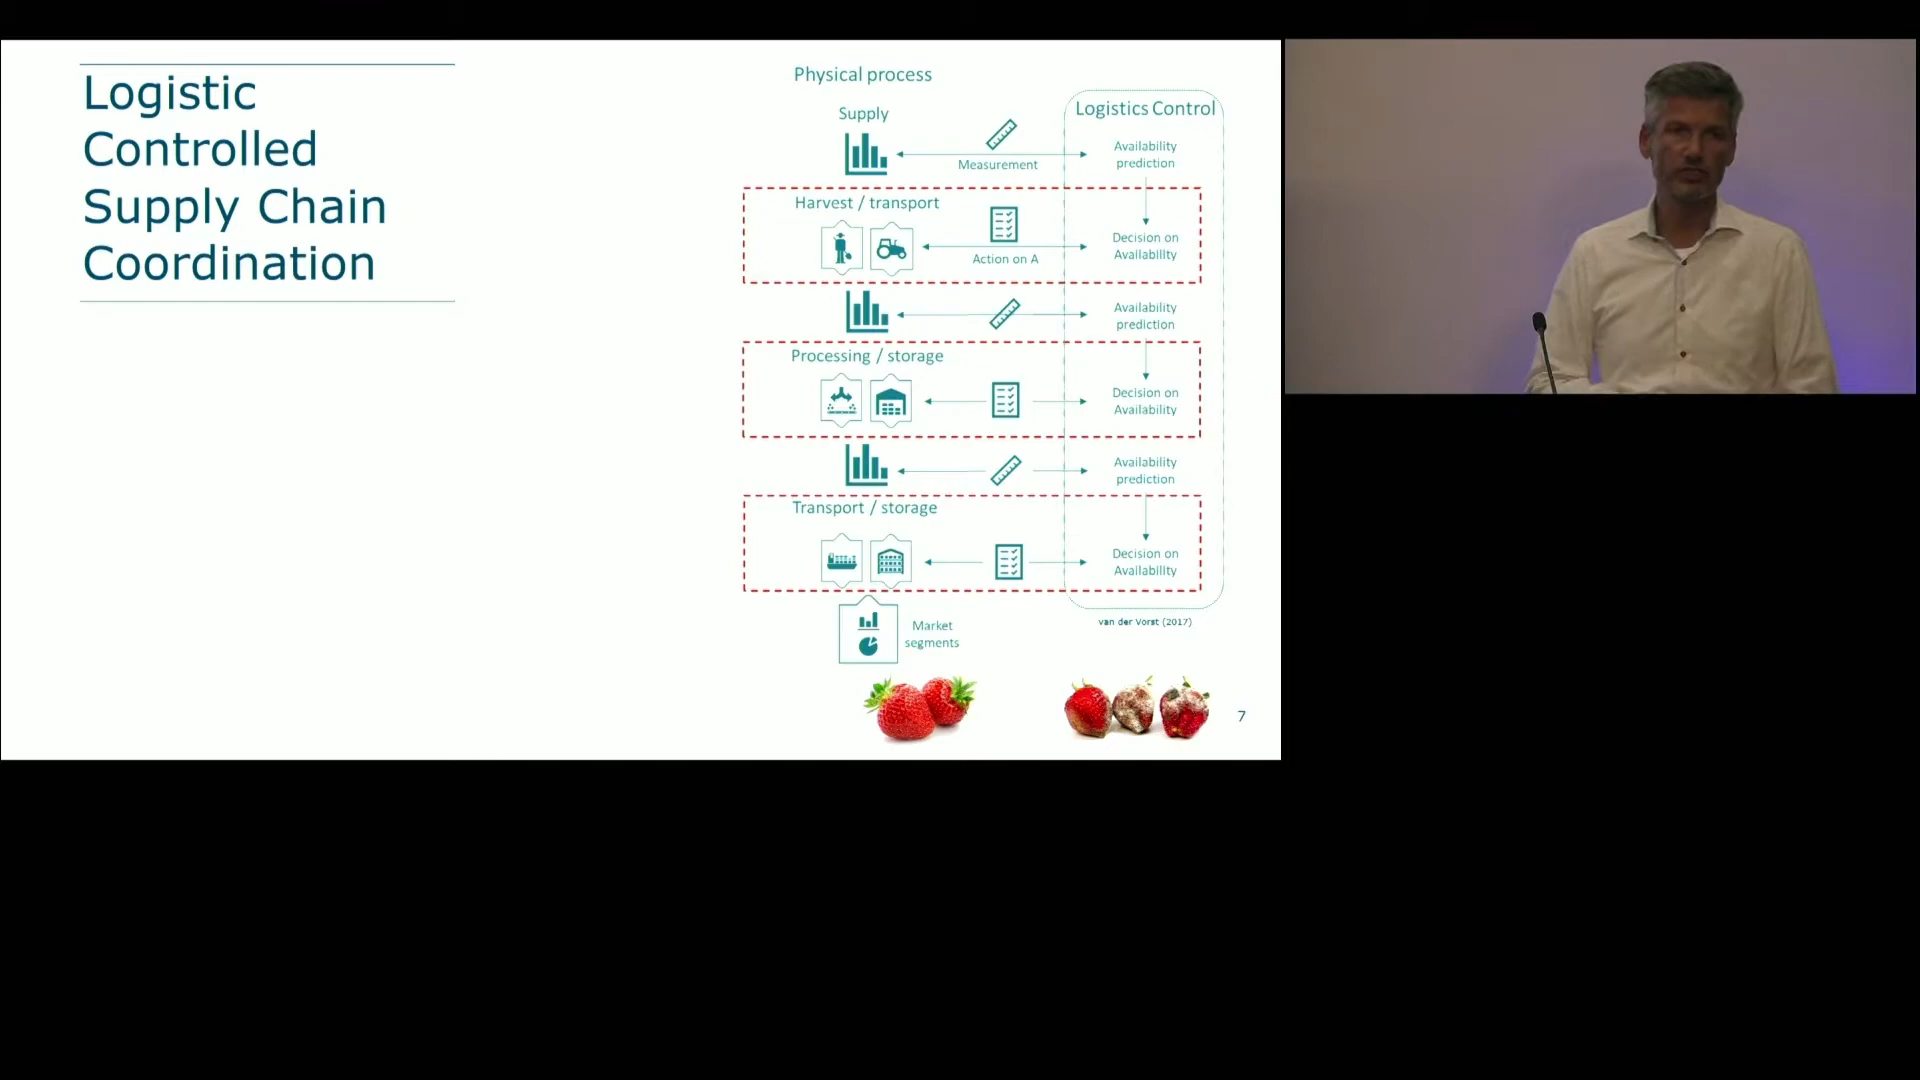 Logistic
Controlled
Supply Chain
Coordination
Physical process
Logistics Control
Supply
Measurement
Availability
prediction
Harvest / transport
Action on A
Decision on
Availability
Availability
prediction
Processing / storage
Decision on
Availability
Availability
prediction
Transport / storage
Decision on
Availability
Market
segments
van der Vorst (2017)
7